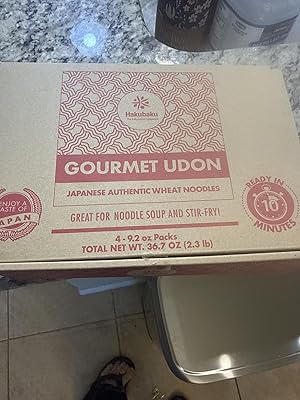 Hakubaku
GOURMET UDON
JAPANESE AUTHENTIC WHEAT NOODLES
GREAT FOR NOODLE SOUP AND STIR-FRY!
4 - 9.2 oz Packs
TOTAL NET WT. 36.7 OZ (2.3 lb)
ENJOY A
TASTE OF
JAPAN
READY IN
10
MINUTES